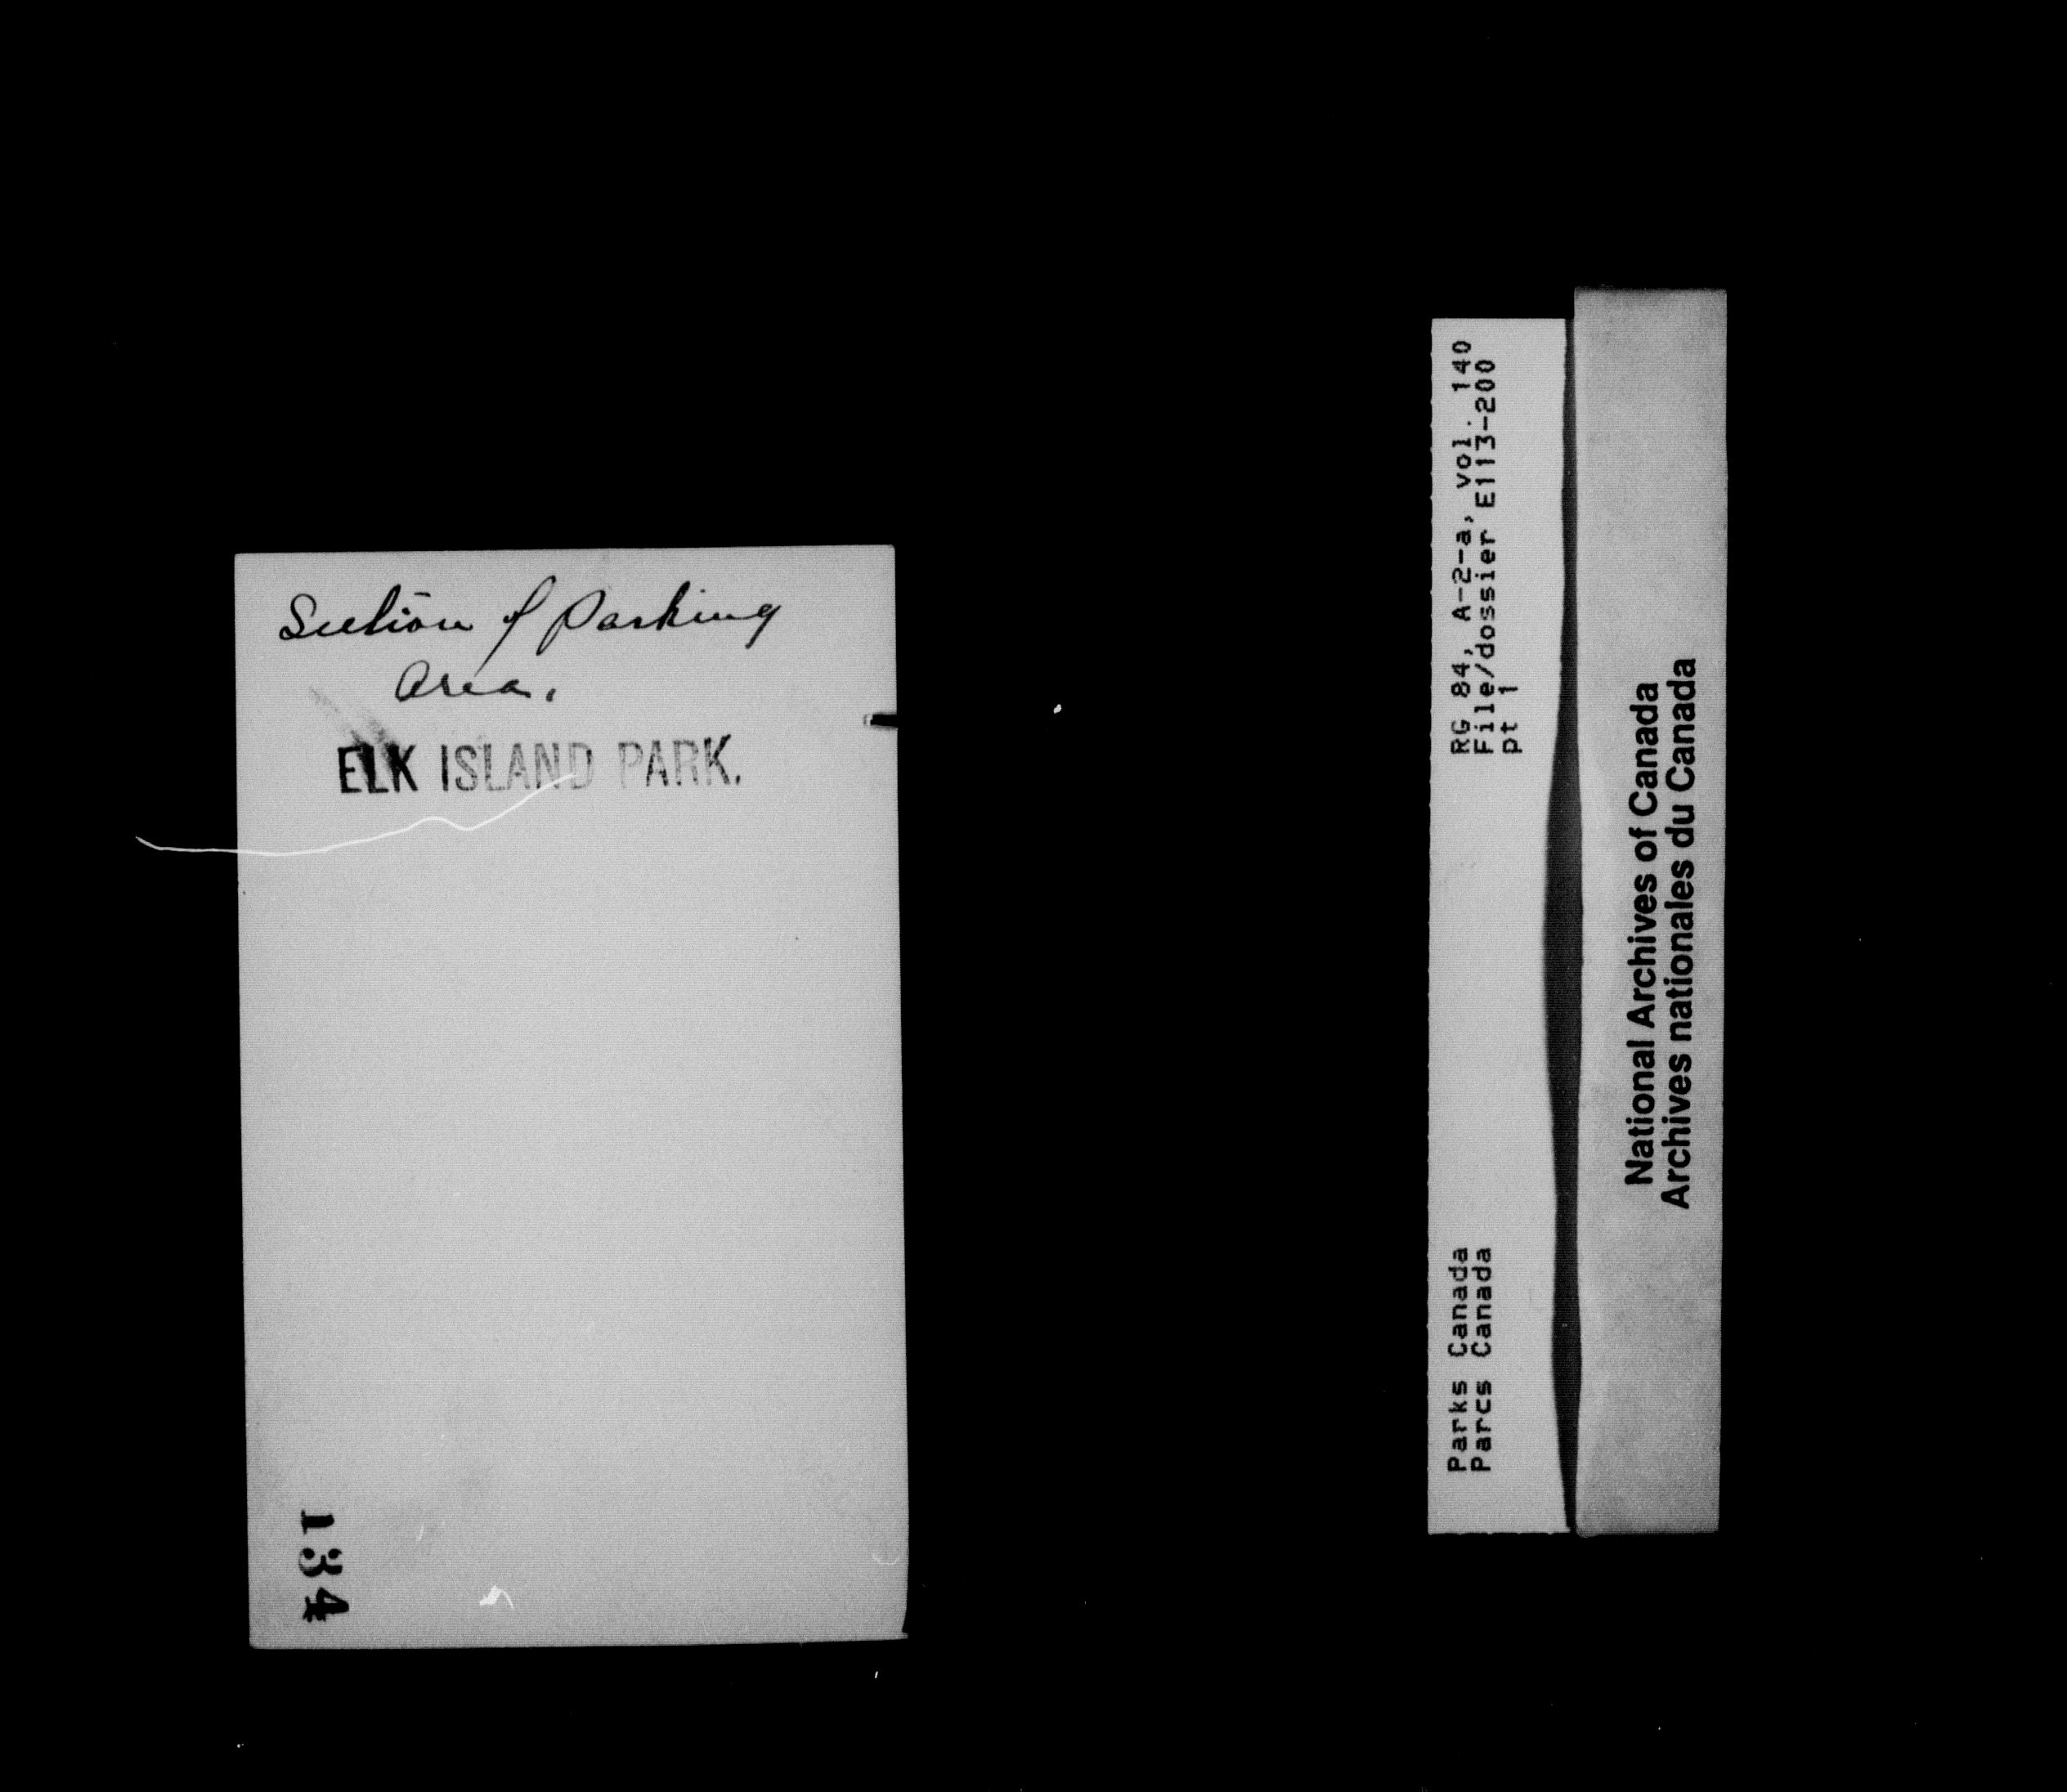 Section of Parking
Area.
ELK ISLAND PARK.
134
RG 84, A-2-a, vol. 140
File/dossier E113-200
pt 1
Parks Canada
Parcs Canada
National Archives of Canada
Archives nationales du Canada